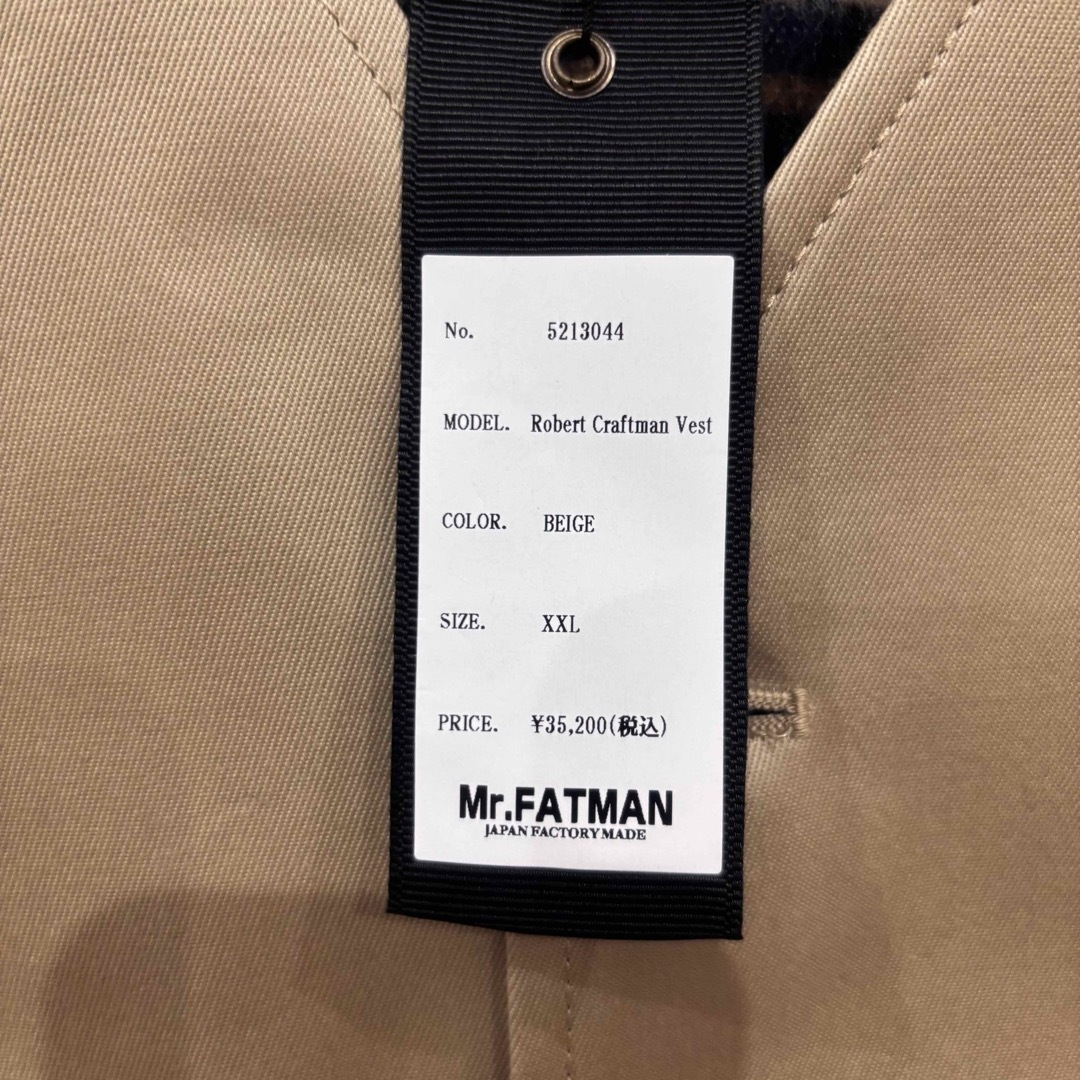 No. 5213044
MODEL. Robert Craftman Vest
COLOR. BEIGE
SIZE. XXL
PRICE. ¥35,200(税込)
Mr.FATMAN
JAPAN FACTORY MADE